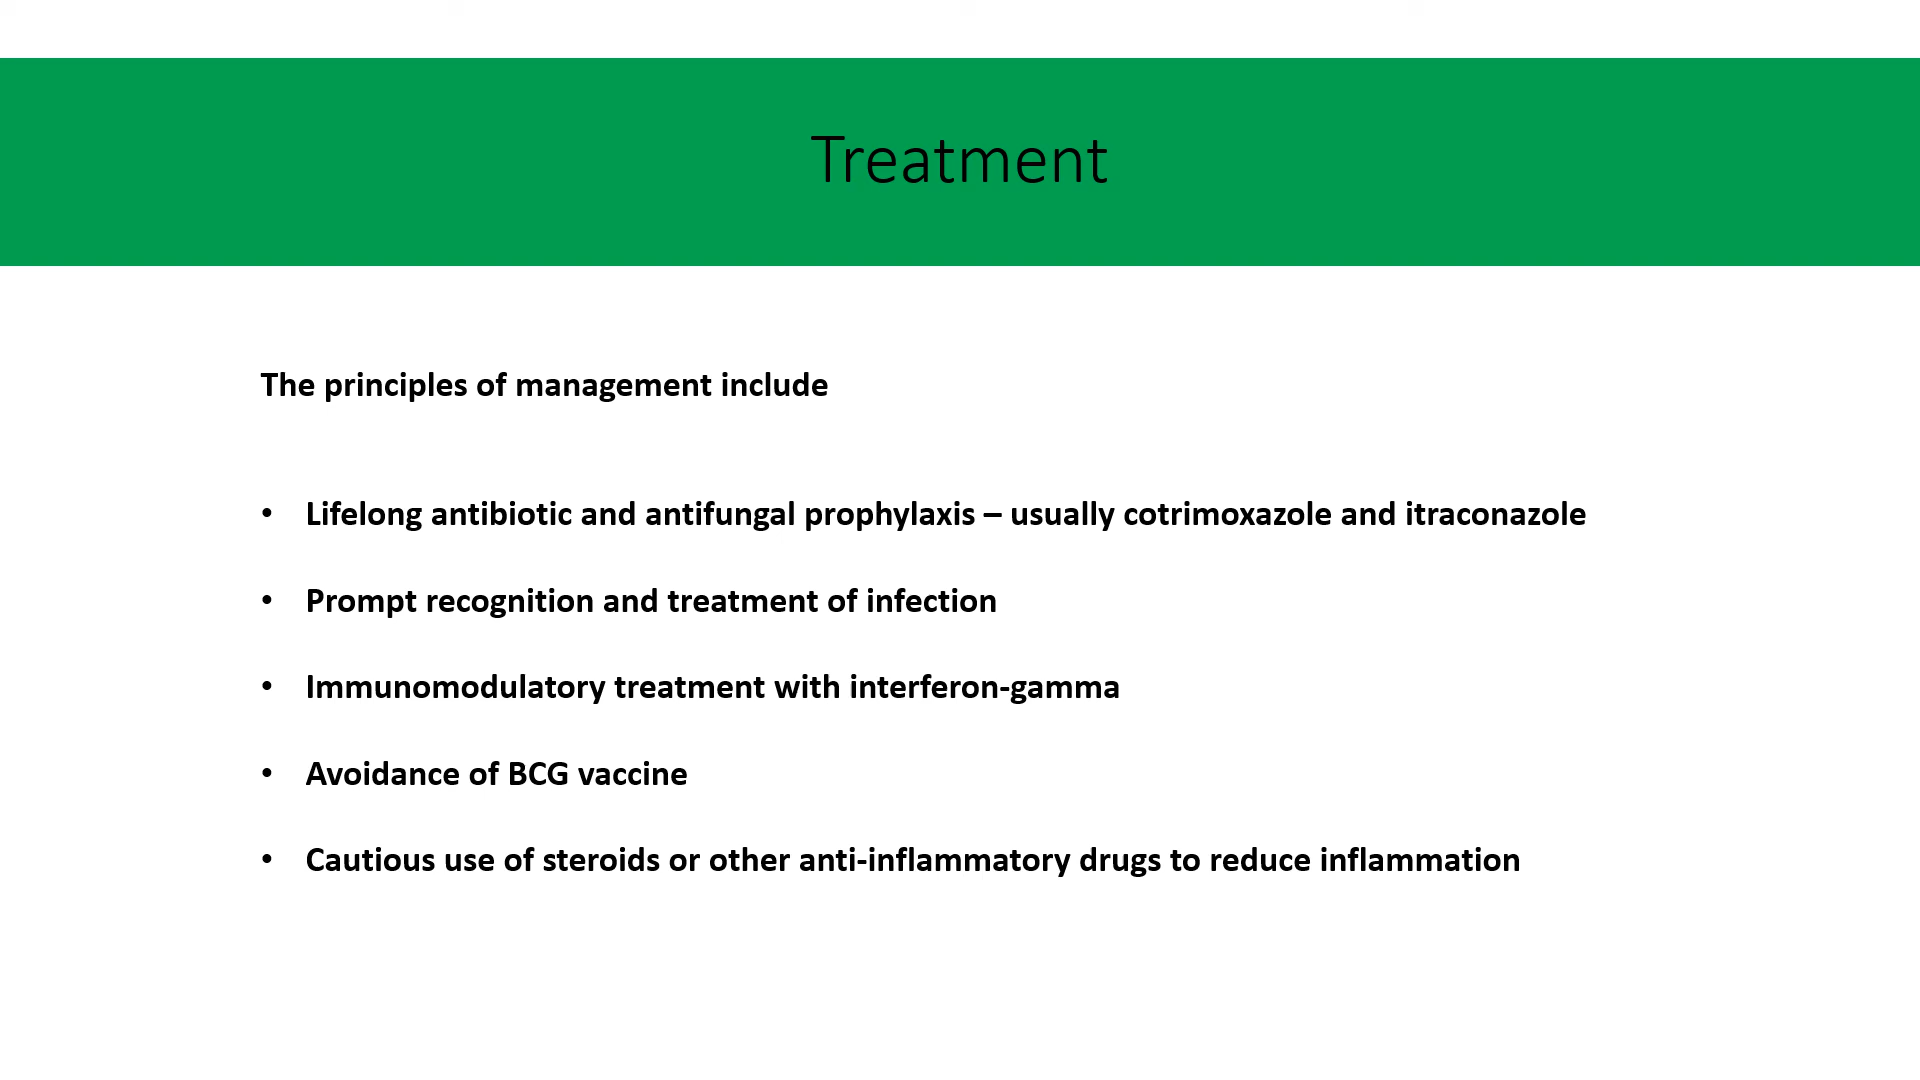 Treatment
The principles of management include
• Lifelong antibiotic and antifungal prophylaxis – usually cotrimoxazole and itraconazole
• Prompt recognition and treatment of infection
• Immunomodulatory treatment with interferon-gamma
• Avoidance of BCG vaccine
• Cautious use of steroids or other anti-inflammatory drugs to reduce inflammation